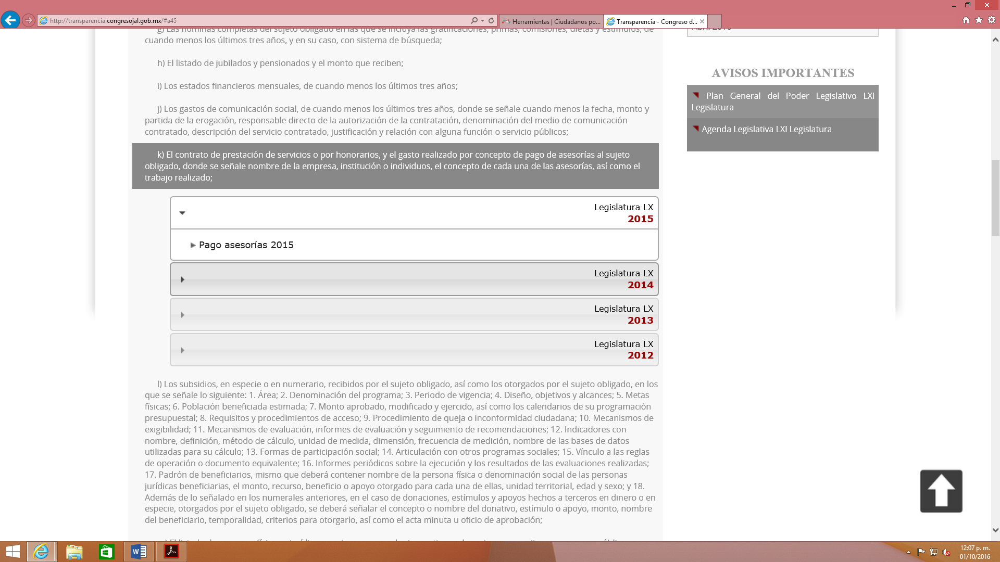 http://transparencia.congresojal.gob.mx/#a45
Herramientas | Ciudadanos po...
Transparencia - Congreso d...
g) Las nóminas completas del sujeto obligado en las que se incluya las gratificaciones, primas, comisiones, dietas y estímulos, de
cuando menos los últimos tres años, y en su caso, con sistema de búsqueda;
h) El listado de jubilados y pensionados y el monto que reciben;
i) Los estados financieros mensuales, de cuando menos los últimos tres años;
j) Los gastos de comunicación social, de cuando menos los últimos tres años, donde se señale cuando menos la fecha, monto y
partida de la erogación, responsable directo de la autorización de la contratación, denominación del medio de comunicación
contratado, descripción del servicio contratado, justificación y relación con alguna función o servicio públicos;
k) El contrato de prestación de servicios o por honorarios, y el gasto realizado por concepto de pago de asesorías al sujeto
obligado, donde se señale nombre de la empresa, institución o individuos, el concepto de cada una de las asesorías, así como el
trabajo realizado;
Legislatura LX
2015
Pago asesorías 2015
Legislatura LX
2014
Legislatura LX
2013
Legislatura LX
2012
l) Los subsidios, en especie o en numerario, recibidos por el sujeto obligado, así como los otorgados por el sujeto obligado, en los
que se señale lo siguiente: 1. Área; 2. Denominación del programa; 3. Periodo de vigencia; 4. Diseño, objetivos y alcances; 5. Metas
físicas; 6. Población beneficiada estimada; 7. Monto aprobado, modificado y ejercido, así como los calendarios de su programación
presupuestal; 8. Requisitos y procedimientos de acceso; 9. Procedimiento de queja o inconformidad ciudadana; 10. Mecanismos de
exigibilidad; 11. Mecanismos de evaluación, informes de evaluación y seguimiento de recomendaciones; 12. Indicadores con
nombre, definición, método de cálculo, unidad de medida, dimensión, frecuencia de medición, nombre de las bases de datos
utilizadas para su cálculo; 13. Formas de participación social; 14. Articulación con otros programas sociales; 15. Vínculo a las reglas
de operación o documento equivalente; 16. Informes periódicos sobre la ejecución y los resultados de las evaluaciones realizadas;
17. Padrón de beneficiarios, mismo que deberá contener nombre de la persona física o denominación social de las personas
jurídicas beneficiarias, el monto, recurso, beneficio o apoyo otorgado para cada una de ellas, unidad territorial, edad y sexo; y 18.
Además de lo señalado en los numerales anteriores, en el caso de donaciones, estímulos y apoyos hechos a terceros en dinero o en
especie, otorgados por el sujeto obligado, se deberá señalar el concepto o nombre del donativo, estímulo o apoyo, monto, nombre
del beneficiario, temporalidad, criterios para otorgarlo, así como el acta minuta u oficio de aprobación;
AVISOS IMPORTANTES
Plan General del Poder Legislativo LXI
Legislatura
Agenda Legislativa LXI Legislatura
12:07 p. m.
01/10/2016